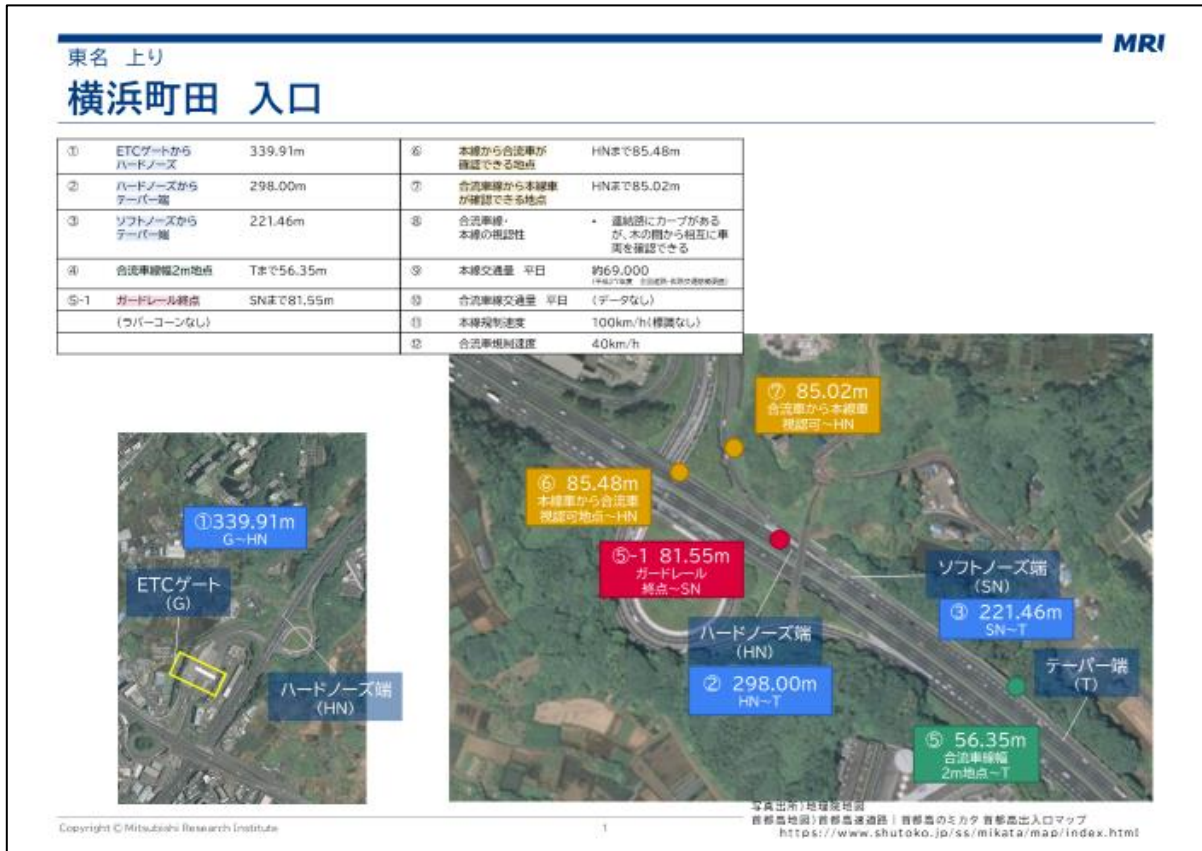 MRI
東名 上り
横浜町田 入口
① ETCゲートから 339.91m
ハードノーズ
② ハードノーズから 298.00m
テーパー端
③ ソフトノーズから 221.46m
テーパー端
④ 合流車線幅2m地点 Tまで56.35m
⑤-1 ガードレール終点 SNまで81.55m
(ラバーコーンなし)
⑥ 本線から合流車が HNまで85.48m
確認できる地点
⑦ 合流車線から本線車 HNまで85.02m
が確認できる地点
⑧ 合流車線・ • 連結路にカーブがある
本線の視認性 が、木の間から相互に車
両を確認できる
⑨ 本線交通量 平日 約69,000
⑩ 合流車線交通量 平日 (データなし)
⑪ 本線規制速度 100km/h(標識なし)
⑫ 合流車規制速度 40km/h
①339.91m
G~HN
ETCゲート
(G)
ハードノーズ端
(HN)
⑦ 85.02m
合流車から本線車
視認可~HN
⑥ 85.48m
本線車から合流車
視認可地点~HN
⑤-1 81.55m
ガードレール
終点~SN
ソフトノーズ端
(SN)
③ 221.46m
SN~T
ハードノーズ端
(HN)
② 298.00m
HN~T
テーパー端
(T)
⑤ 56.35m
合流車線幅
2m地点~T
写真出所)地理院地図
首都高地図)首都高速道路|首都高のミカタ 首都高出入口マップ
https://www.shutoko.jp/ss/mikata/map/index.html
Copyright © Mitsubishi Research Institute
1